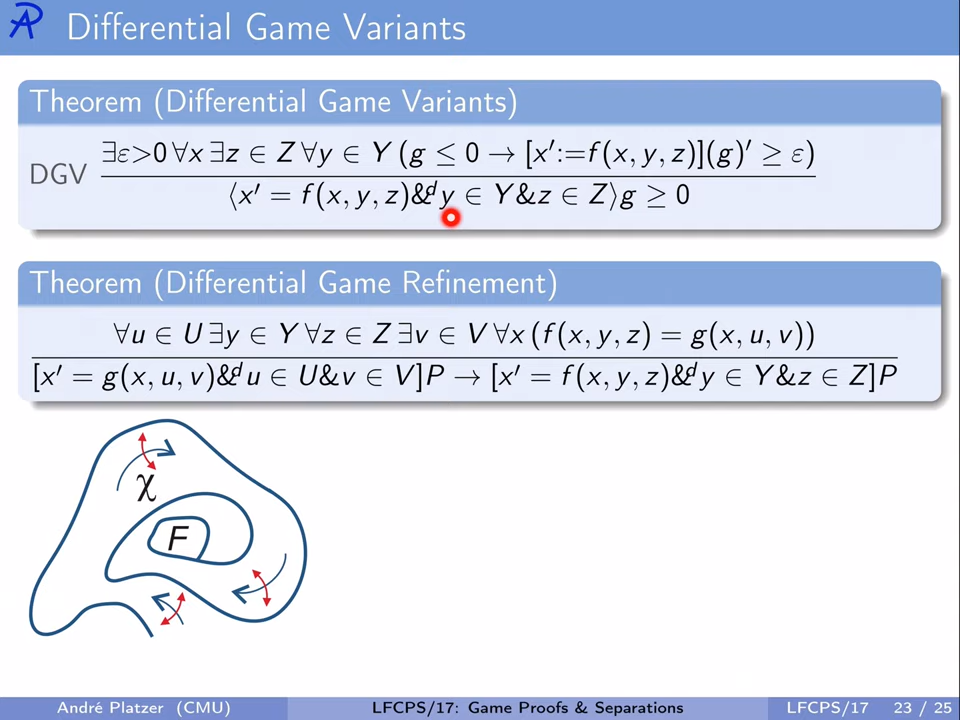 Differential Game Variants
Theorem (Differential Game Variants)
DGV
∃ε>0 ∀x ∃z ∈ Z ∀y ∈ Y (g ≤ 0 → [x′:=f(x, y, z)](g)′ ≥ ε)
⟨x′ = f(x, y, z)&ᵈy ∈ Y&z ∈ Z⟩g ≥ 0
Theorem (Differential Game Refinement)
∀u ∈ U ∃y ∈ Y ∀z ∈ Z ∃v ∈ V ∀x (f(x, y, z) = g(x, u, v))
[x′ = g(x, u, v)&ᵈu ∈ U&v ∈ V]P → [x′ = f(x, y, z)&ᵈy ∈ Y&z ∈ Z]P
χ
F
André Platzer (CMU)
LFCPS/17: Game Proofs & Separations
LFCPS/17
23 / 25